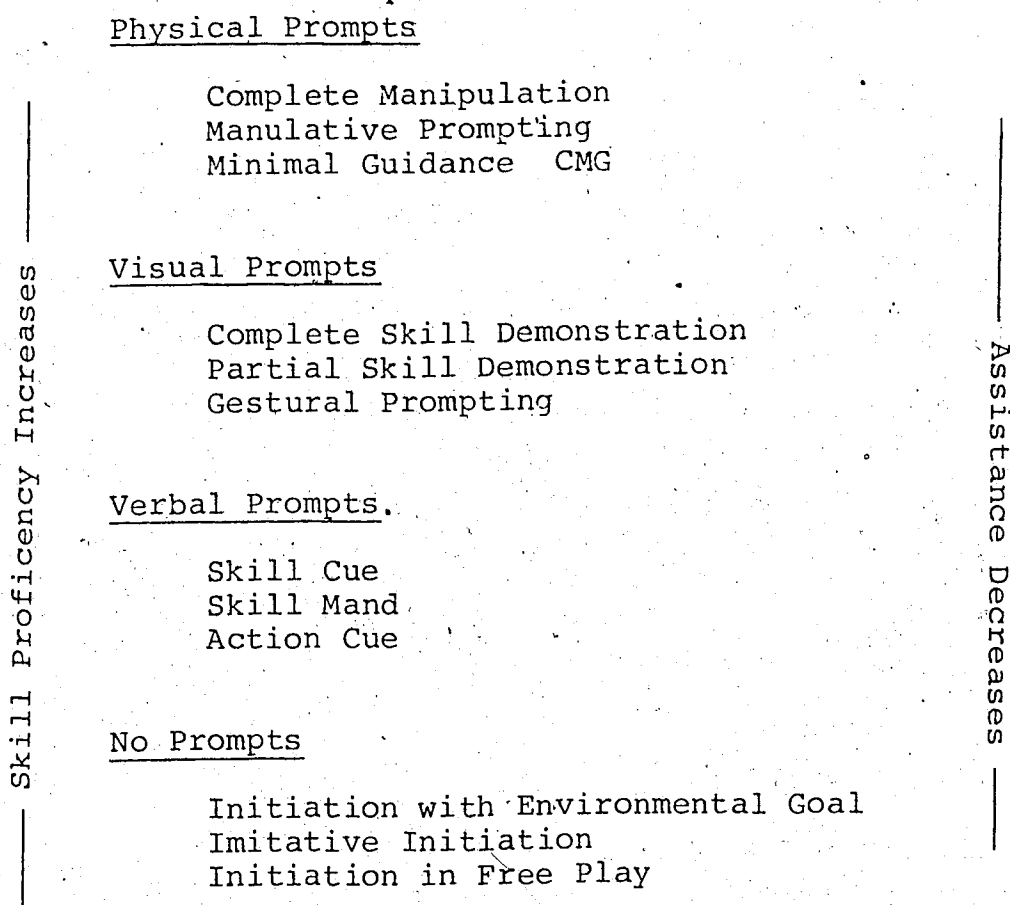 Physical Prompts
Complete Manipulation
Manulative Prompting
Minimal Guidance CMG
Visual Prompts
Complete Skill Demonstration
Partial Skill Demonstration
Gestural Prompting
Verbal Prompts.
Skill Cue
Skill Mand
Action Cue
No Prompts
Initiation with Environmental Goal
Imitative Initiation
Initiation in Free Play
Skill Proficency Increases
Assistance Decreases